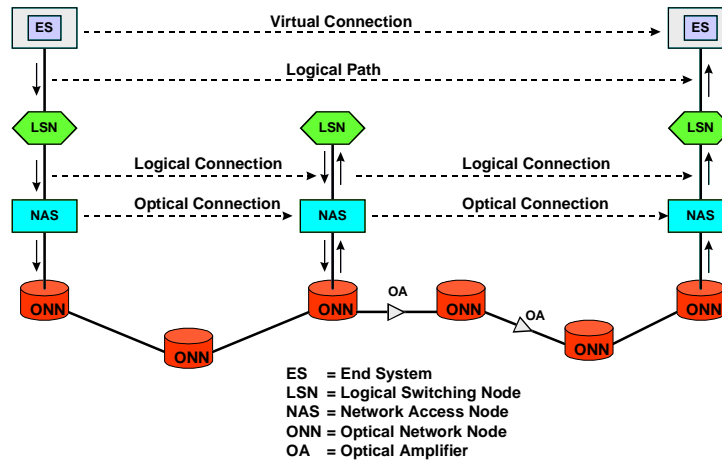 ES Virtual Connection ES
Logical Path
LSN LSN LSN
Logical Connection Logical Connection
NAS Optical Connection NAS Optical Connection NAS
OA
ONN ONN ONN OA ONN
ONN ONN
ES = End System
LSN = Logical Switching Node
NAS = Network Access Node
ONN = Optical Network Node
OA = Optical Amplifier